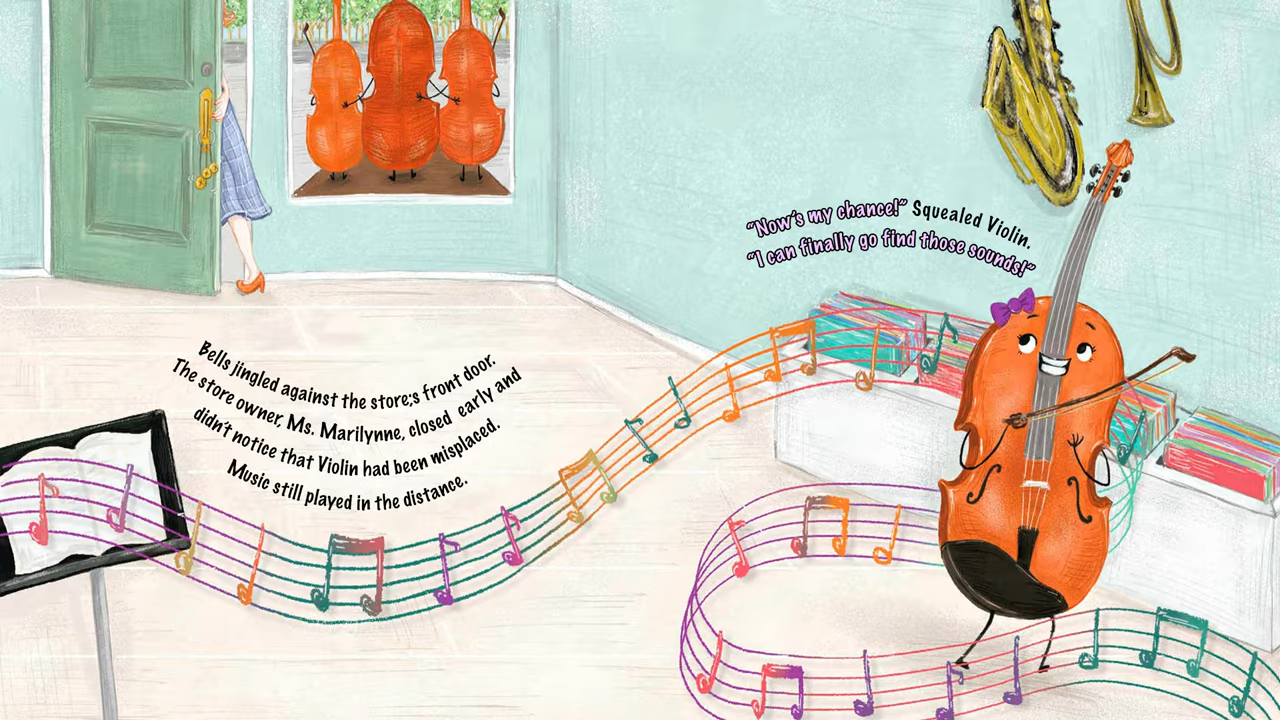 Bells jingled against the store;s front door.
The store owner, Ms. Marilynne, closed early and
didn't notice that Violin had been misplaced.
Music still played in the distance.
“Now's my chance!” Squealed Violin.
“I can finally go find those sounds!”